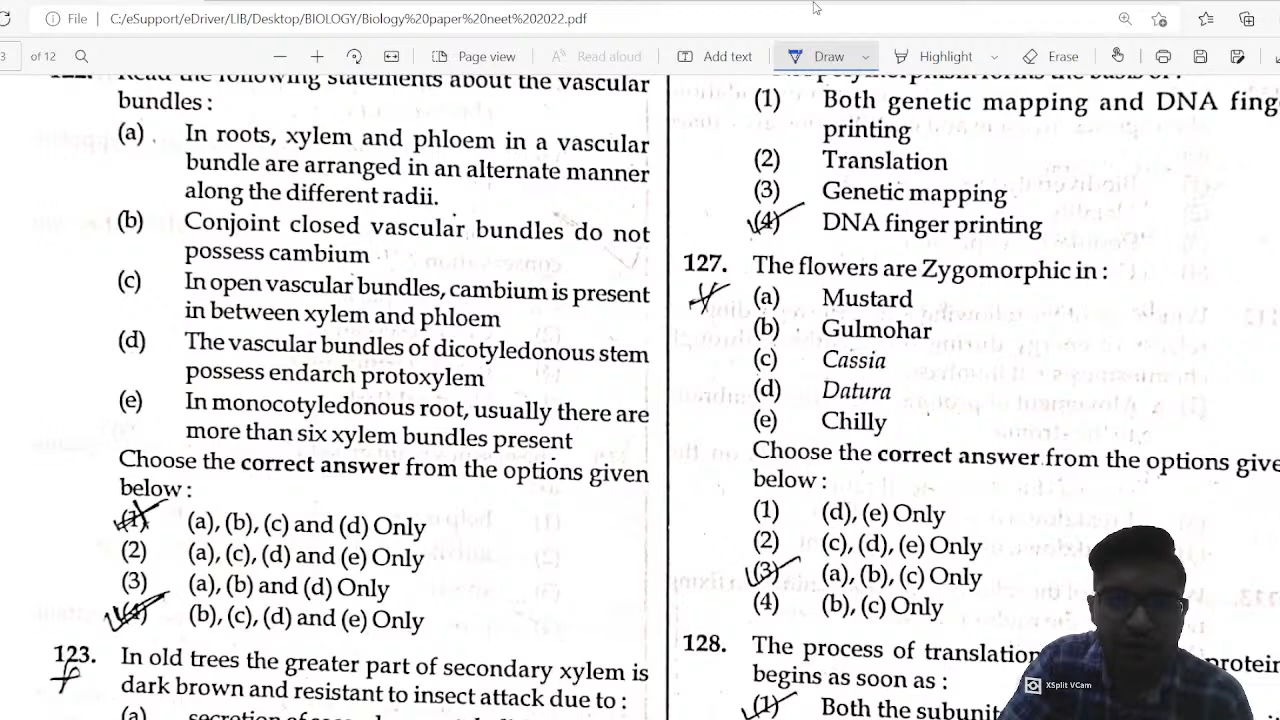 File C:/eSupport/eDriver/LIB/Desktop/BIOLOGY/Biology%20paper%20neet%202022.pdf
3 of 12 Page view Read aloud Add text Draw Highlight Erase
Read the following statements about the vascular
bundles :
(a) In roots, xylem and phloem in a vascular
bundle are arranged in an alternate manner
along the different radii.
(b) Conjoint closed vascular bundles do not
possess cambium
(c) In open vascular bundles, cambium is present
in between xylem and phloem
(d) The vascular bundles of dicotyledonous stem
possess endarch protoxylem
(e) In monocotyledonous root, usually there are
more than six xylem bundles present
Choose the correct answer from the options given
below :
(1) (a), (b), (c) and (d) Only
(2) (a), (c), (d) and (e) Only
(3) (a), (b) and (d) Only
(4) (b), (c), (d) and (e) Only
123. In old trees the greater part of secondary xylem is
dark brown and resistant to insect attack due to :
(a)
(1) Both genetic mapping and DNA finge
printing
(2) Translation
(3) Genetic mapping
(4) DNA finger printing
127. The flowers are Zygomorphic in :
(a) Mustard
(b) Gulmohar
(c) Cassia
(d) Datura
(e) Chilly
Choose the correct answer from the options give
below :
(1) (d), (e) Only
(2) (c), (d), (e) Only
(3) (a), (b), (c) Only
(4) (b), (c) Only
128. The process of translation protein
begins as soon as :
(1) Both the subunit
XSplit VCam